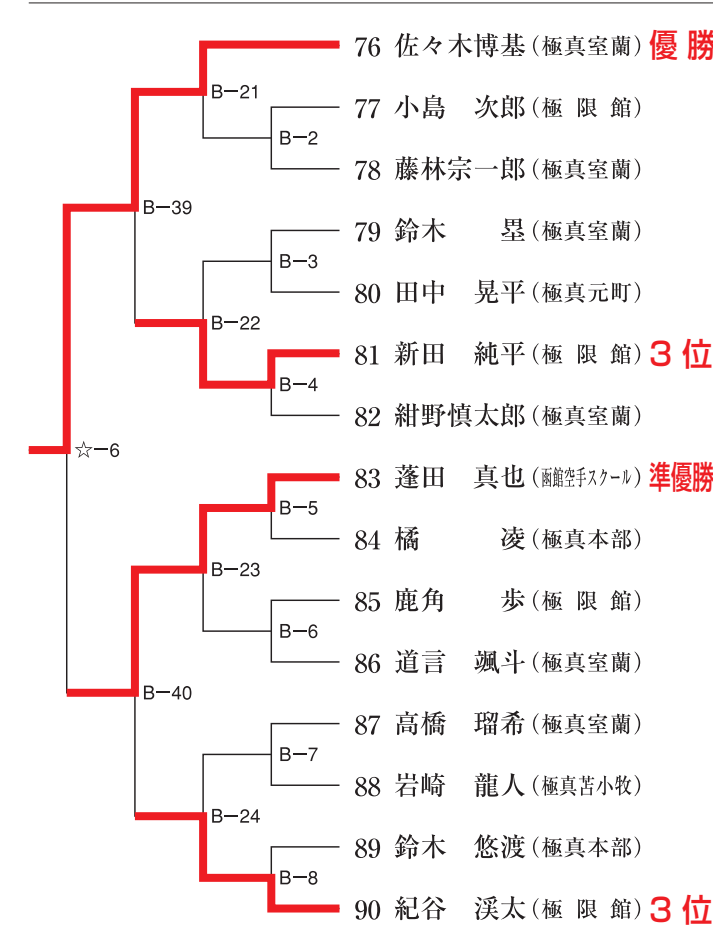 76 佐々木博基(極真室蘭) 優勝
B−21
77 小島 次郎(極限館)
B−2
78 藤林宗一郎(極真室蘭)
B−39
79 鈴木 塁(極真室蘭)
B−3
80 田中 晃平(極真元町)
B−22
81 新田 純平(極限館) 3位
B−4
82 紺野慎太郎(極真室蘭)
☆−6
83 蓬田 真也(函館空手スクール) 準優勝
B−5
84 橘 凌(極真本部)
B−23
85 鹿角 歩(極限館)
B−6
86 道言 颯斗(極真室蘭)
B−40
87 高橋 瑠希(極真室蘭)
B−7
88 岩崎 龍人(極真苫小牧)
B−24
89 鈴木 悠渡(極真本部)
B−8
90 紀谷 渓太(極限館) 3位